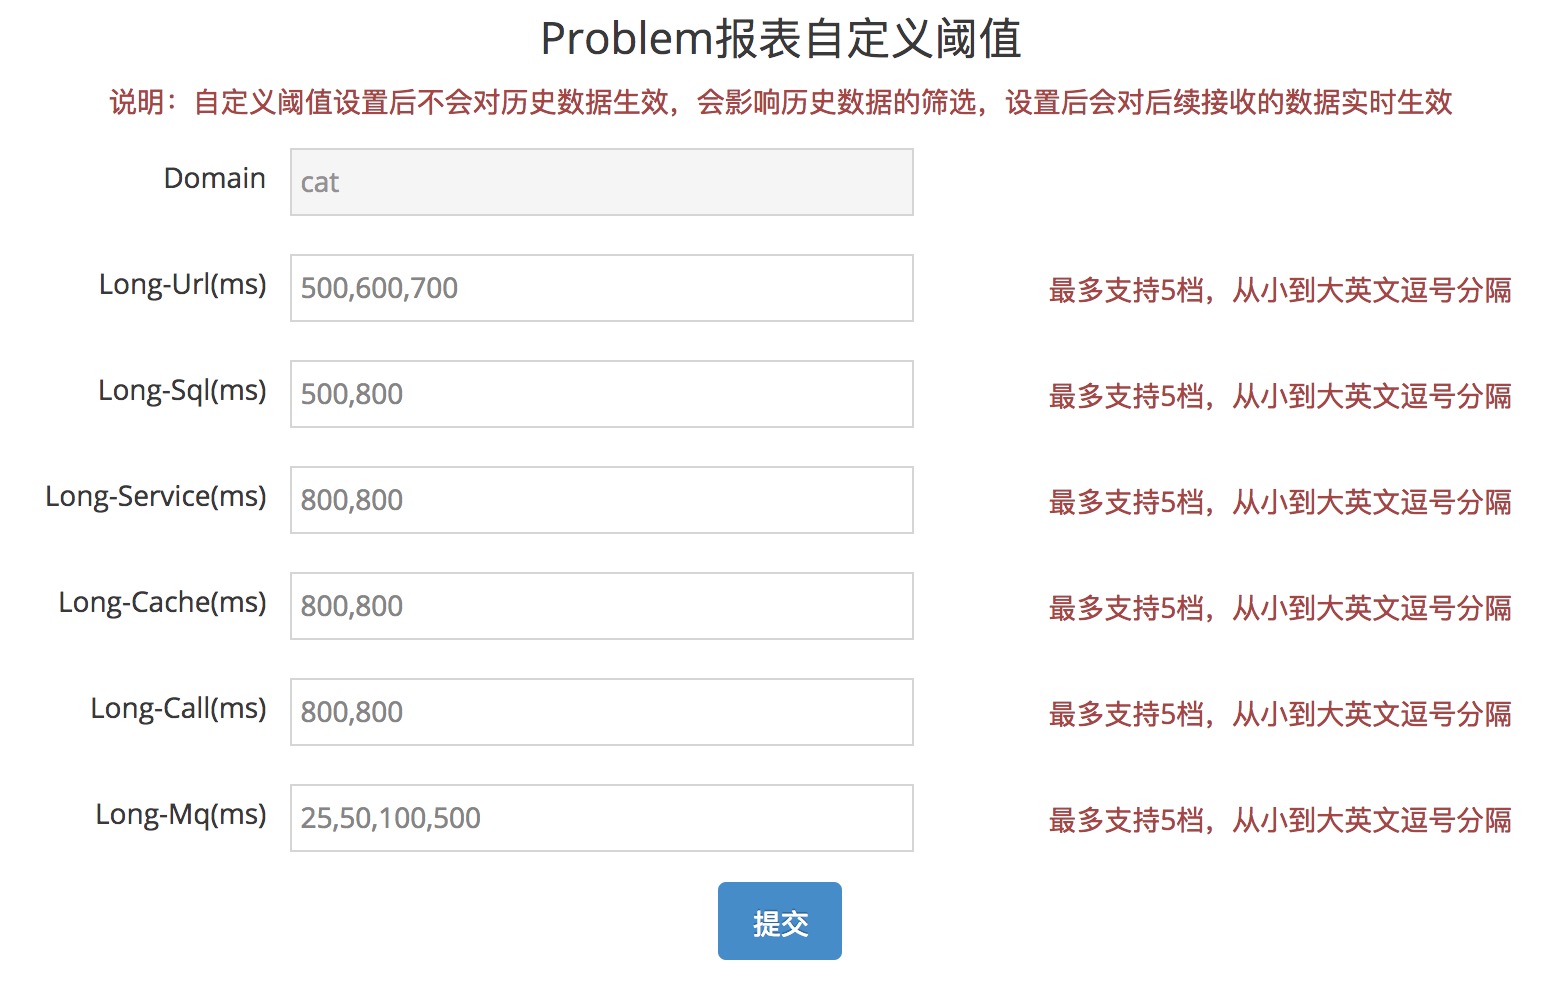 Problem报表自定义阈值
说明：自定义阈值设置后不会对历史数据生效，会影响历史数据的筛选，设置后会对后续接收的数据实时生效
Domain cat
Long-Url(ms) 500,600,700 最多支持5档，从小到大英文逗号分隔
Long-Sql(ms) 500,800 最多支持5档，从小到大英文逗号分隔
Long-Service(ms) 800,800 最多支持5档，从小到大英文逗号分隔
Long-Cache(ms) 800,800 最多支持5档，从小到大英文逗号分隔
Long-Call(ms) 800,800 最多支持5档，从小到大英文逗号分隔
Long-Mq(ms) 25,50,100,500 最多支持5档，从小到大英文逗号分隔
提交